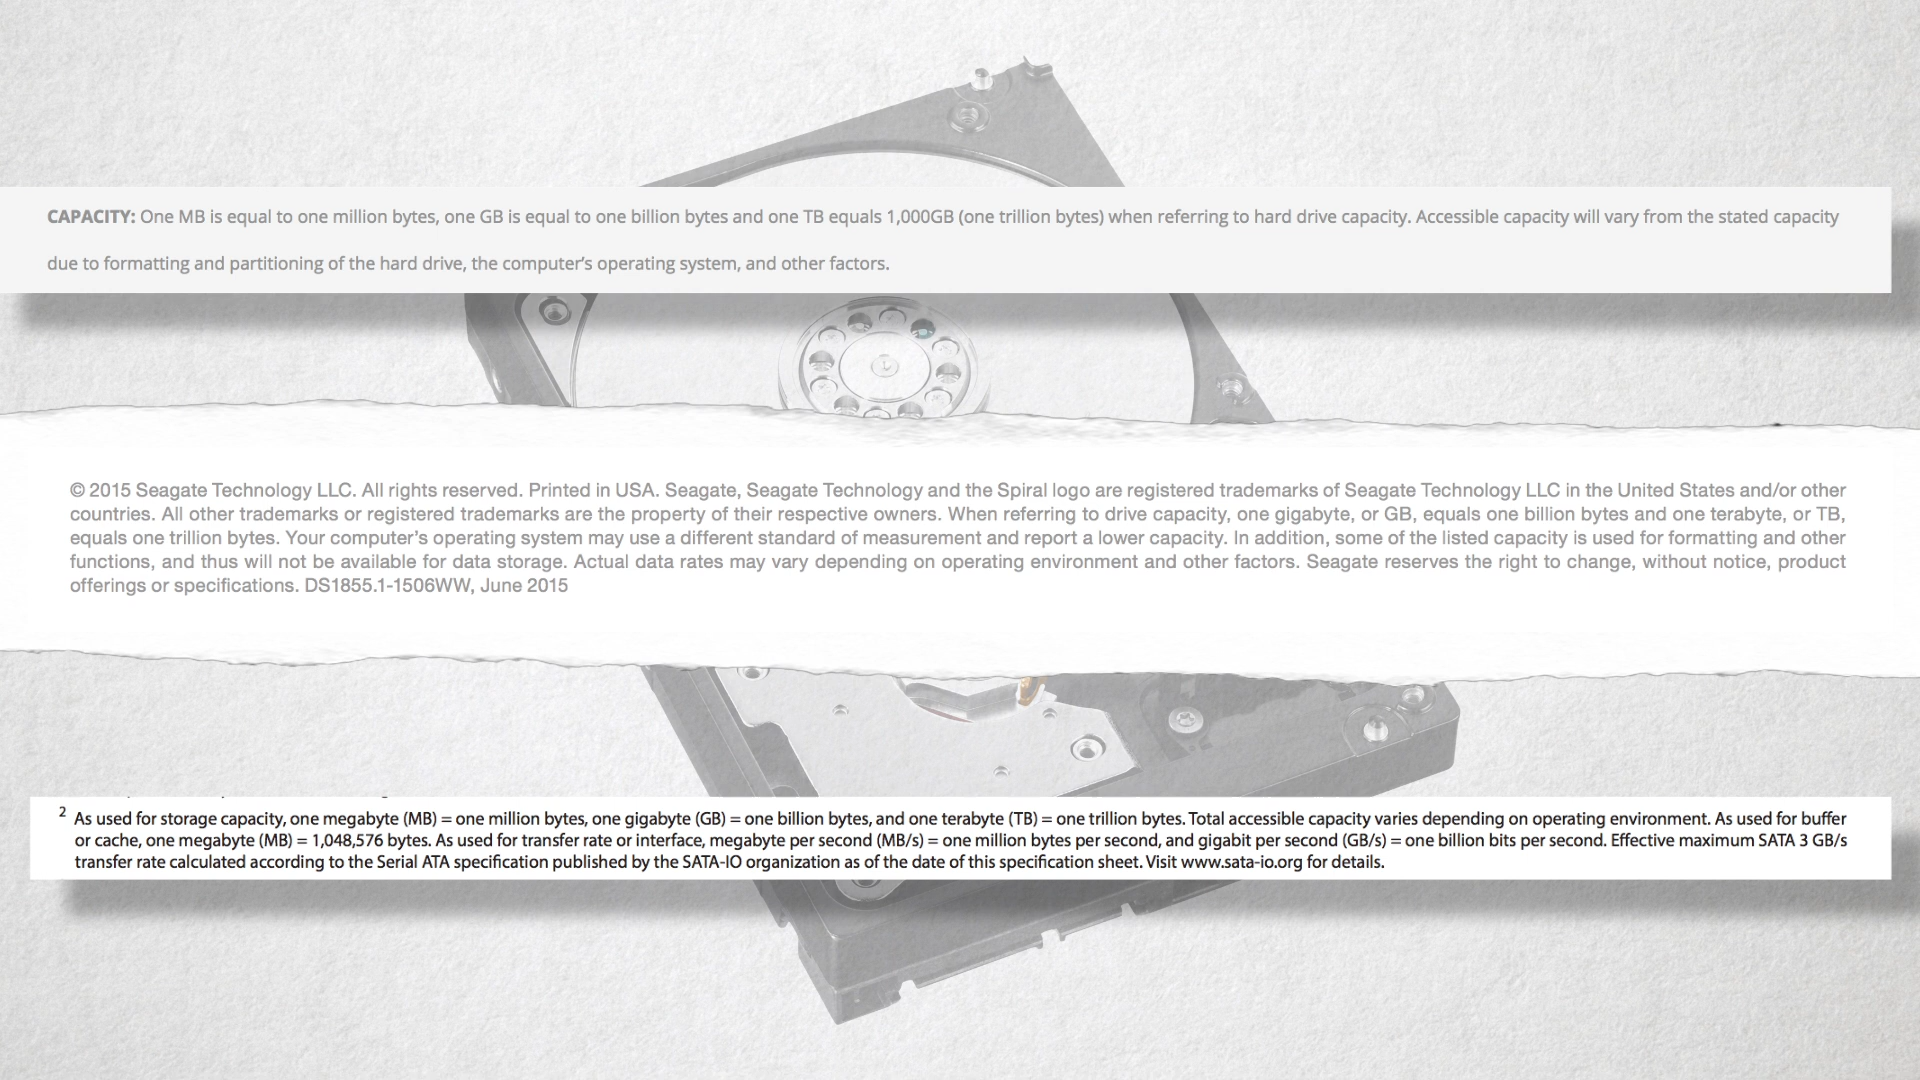 CAPACITY: One MB is equal to one million bytes, one GB is equal to one billion bytes and one TB equals 1,000GB (one trillion bytes) when referring to hard drive capacity. Accessible capacity will vary from the stated capacity
due to formatting and partitioning of the hard drive, the computer's operating system, and other factors.
© 2015 Seagate Technology LLC. All rights reserved. Printed in USA. Seagate, Seagate Technology and the Spiral logo are registered trademarks of Seagate Technology LLC in the United States and/or other
countries. All other trademarks or registered trademarks are the property of their respective owners. When referring to drive capacity, one gigabyte, or GB, equals one billion bytes and one terabyte, or TB,
equals one trillion bytes. Your computer's operating system may use a different standard of measurement and report a lower capacity. In addition, some of the listed capacity is used for formatting and other
functions, and thus will not be available for data storage. Actual data rates may vary depending on operating environment and other factors. Seagate reserves the right to change, without notice, product
offerings or specifications. DS1855.1-1506WW, June 2015
2 As used for storage capacity, one megabyte (MB) = one million bytes, one gigabyte (GB) = one billion bytes, and one terabyte (TB) = one trillion bytes. Total accessible capacity varies depending on operating environment. As used for buffer
or cache, one megabyte (MB) = 1,048,576 bytes. As used for transfer rate or interface, megabyte per second (MB/s) = one million bytes per second, and gigabit per second (GB/s) = one billion bits per second. Effective maximum SATA 3 GB/s
transfer rate calculated according to the Serial ATA specification published by the SATA-IO organization as of the date of this specification sheet. Visit www.sata-io.org for details.